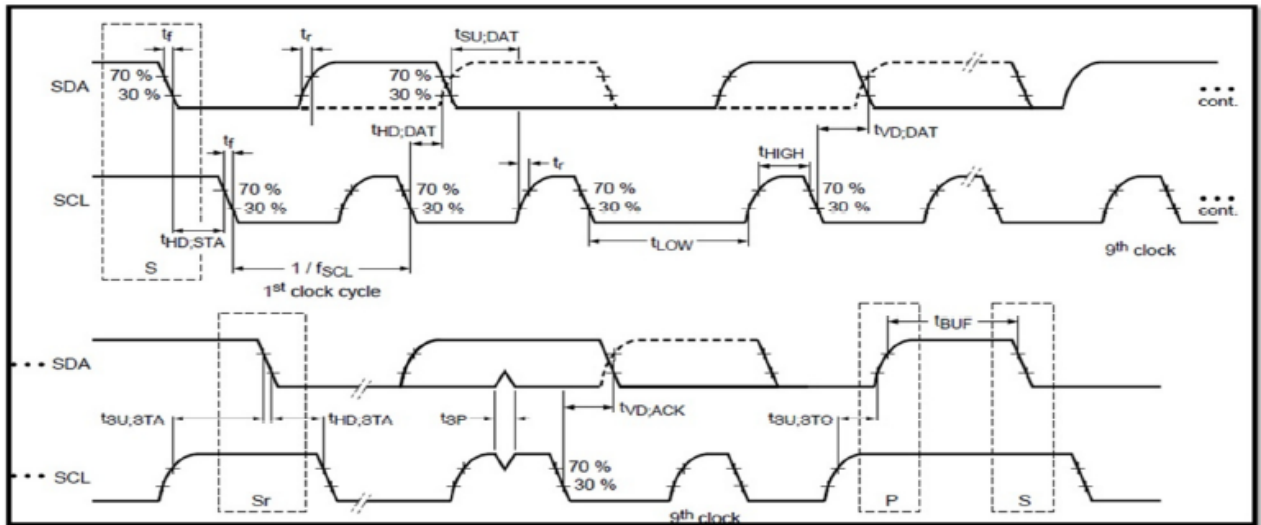 tf tr tSU;DAT
SDA 70 % 30 % 70 % 30 % cont.
tHD;DAT tVD;DAT
tf tr tHIGH
SCL 70 % 30 % 70 % 30 % 70 % 30 % 70 % 30 % cont.
tHD;STA tLOW
S 1 / fSCL 9th clock
1st clock cycle
tBUF
SDA
tSU;STA tHD;STA tSP tVD;ACK tSU;STO
SCL 70 % 30 %
Sr 9th clock P S